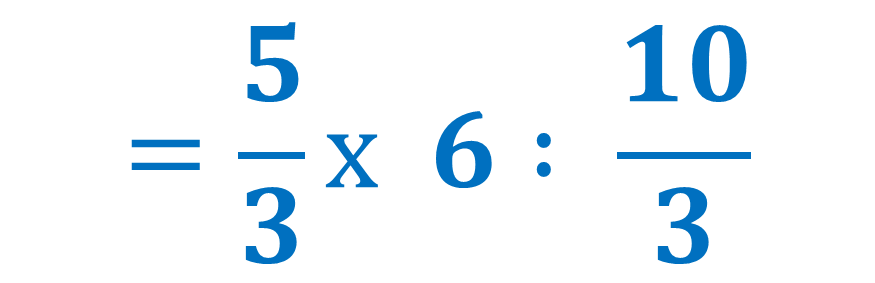 = 5/3 x 6 : 10/3